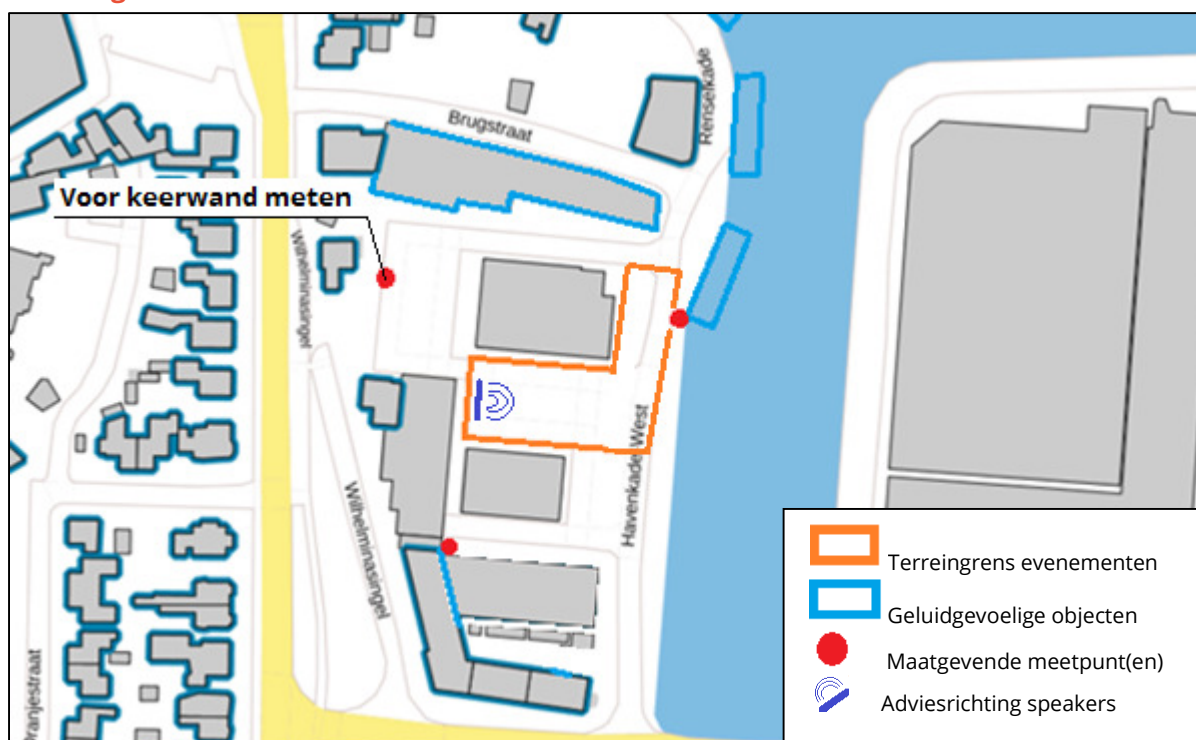 Brugstraat
Renselkade
Voor keerwand meten
Wilhelminasingel
Havenkade West
Wilhelminasingel
Oranjestraat
Terreingrens evenementen
Geluidgevoelige objecten
Maatgevende meetpunt(en)
Adviesrichting speakers